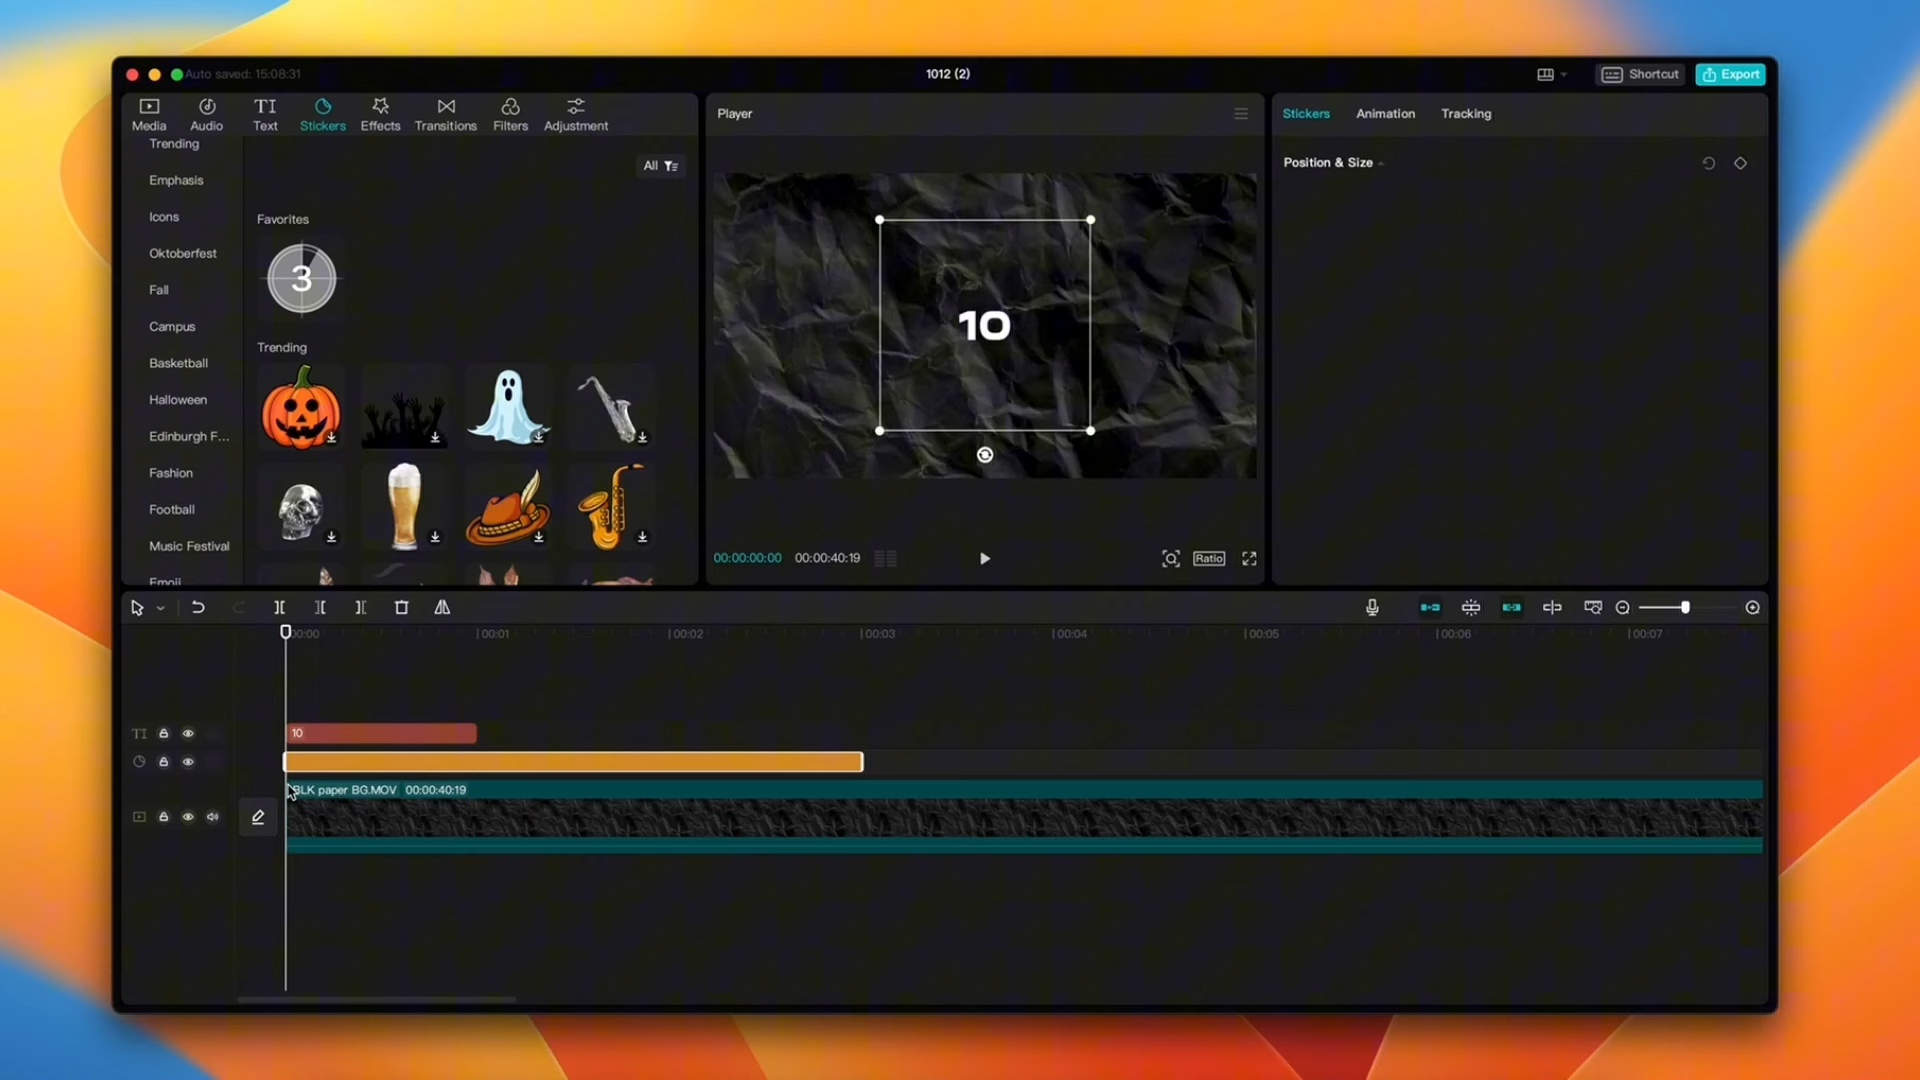 Auto saved: 15:08:31
1012 (2)
Shortcut
Export
Media
Audio
TI
Text
Stickers
Effects
Transitions
Filters
Adjustment
Trending
Emphasis
Icons
Oktoberfest
Fall
Campus
Basketball
Halloween
Edinburgh F...
Fashion
Football
Music Festival
Emoji
All
Favorites
3
Trending
Player
10
00:00:00:00
00:00:40:19
Ratio
Stickers
Animation
Tracking
Position & Size
00:00
00:01
00:02
00:03
00:04
00:05
00:06
00:07
TI
10
BLK paper BG.MOV 00:00:40:19